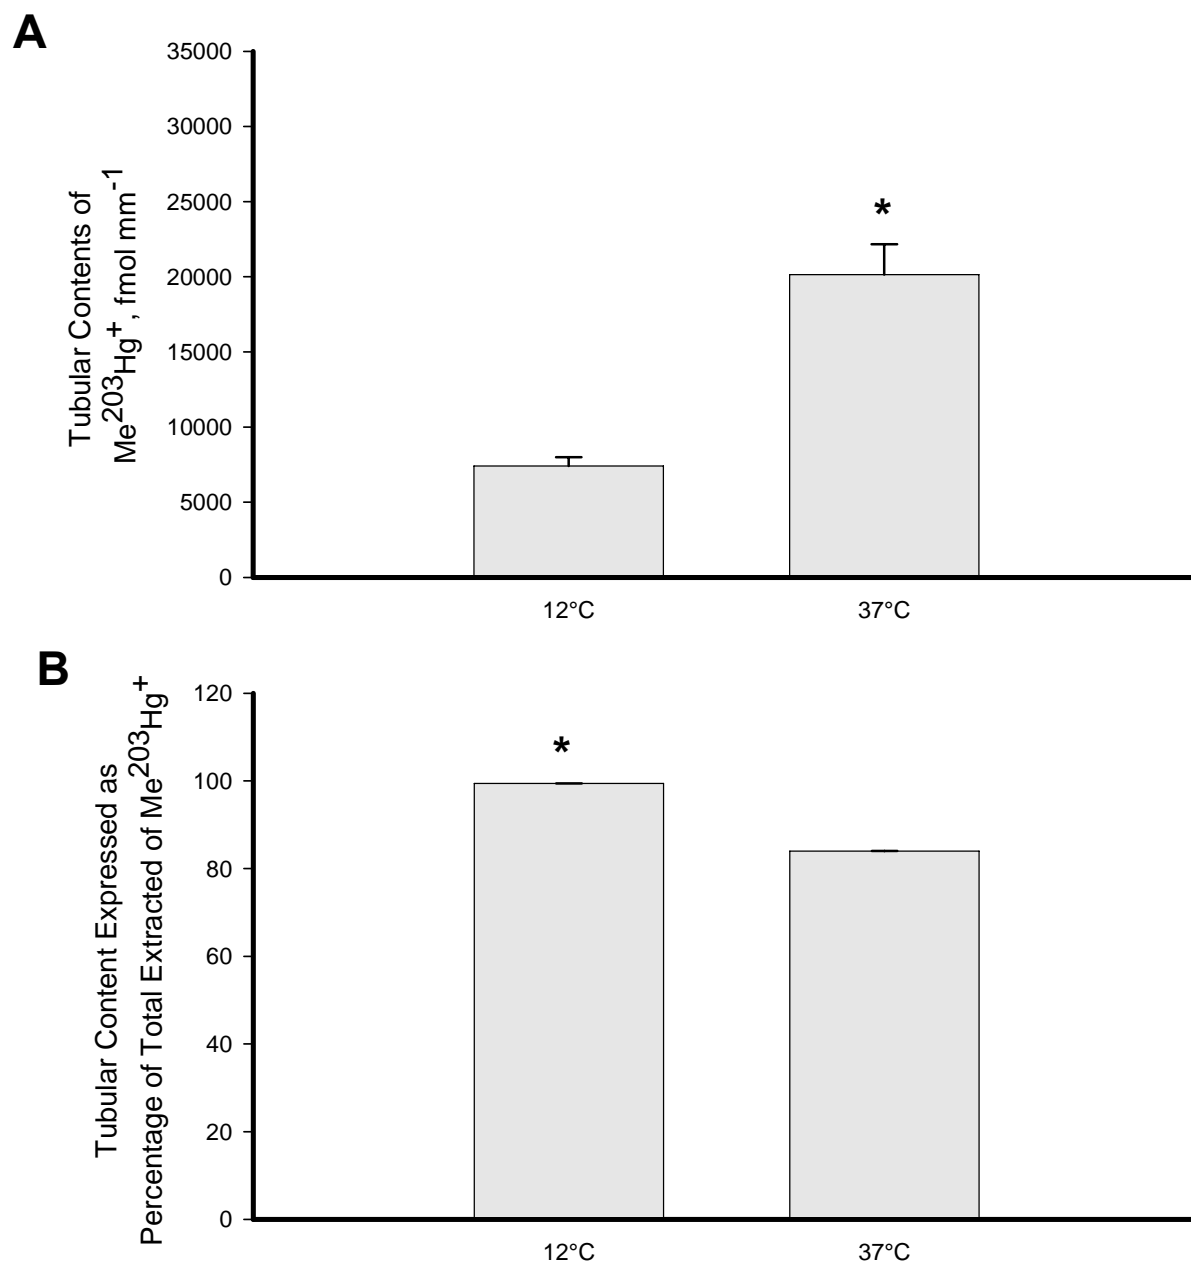 A
35000
30000
25000
20000
15000
10000
5000
0
Tubular Contents of
Me²⁰³Hg⁺, fmol mm⁻¹
*
12°C
37°C
B
120
100
80
60
40
20
0
Tubular Content Expressed as
Percentage of Total Extracted of Me²⁰³Hg⁺
*
12°C
37°C